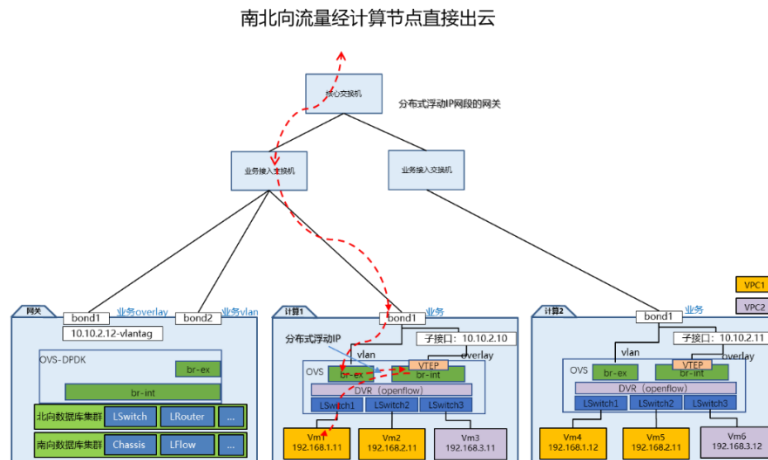 南北向流量经计算节点直接出云
核心交换机
分布式浮动IP网段的网关
业务接入交换机
业务接入交换机
VPC1
VPC2
网关
bond1
业务overlay
bond2
业务vlan
10.10.2.12-vlantag
OVS-DPDK
br-ex
br-int
北向数据库集群
LSwitch
LRouter
...
南向数据库集群
Chassis
LFlow
...
计算1
bond1
业务
分布式浮动IP
子接口：10.10.2.10
vlan
overlay
OVS
VTEP
br-ex
br-int
DVR（openflow）
LSwitch1
LSwitch2
LSwitch3
Vm1
192.168.1.11
Vm2
192.168.2.11
Vm3
192.168.3.11
计算2
bond1
业务
子接口：10.10.2.11
vlan
overlay
OVS
VTEP
br-ex
br-int
DVR (openflow)
LSwitch1
LSwitch2
LSwitch3
Vm4
192.168.1.12
Vm5
192.168.2.11
Vm6
192.168.3.12